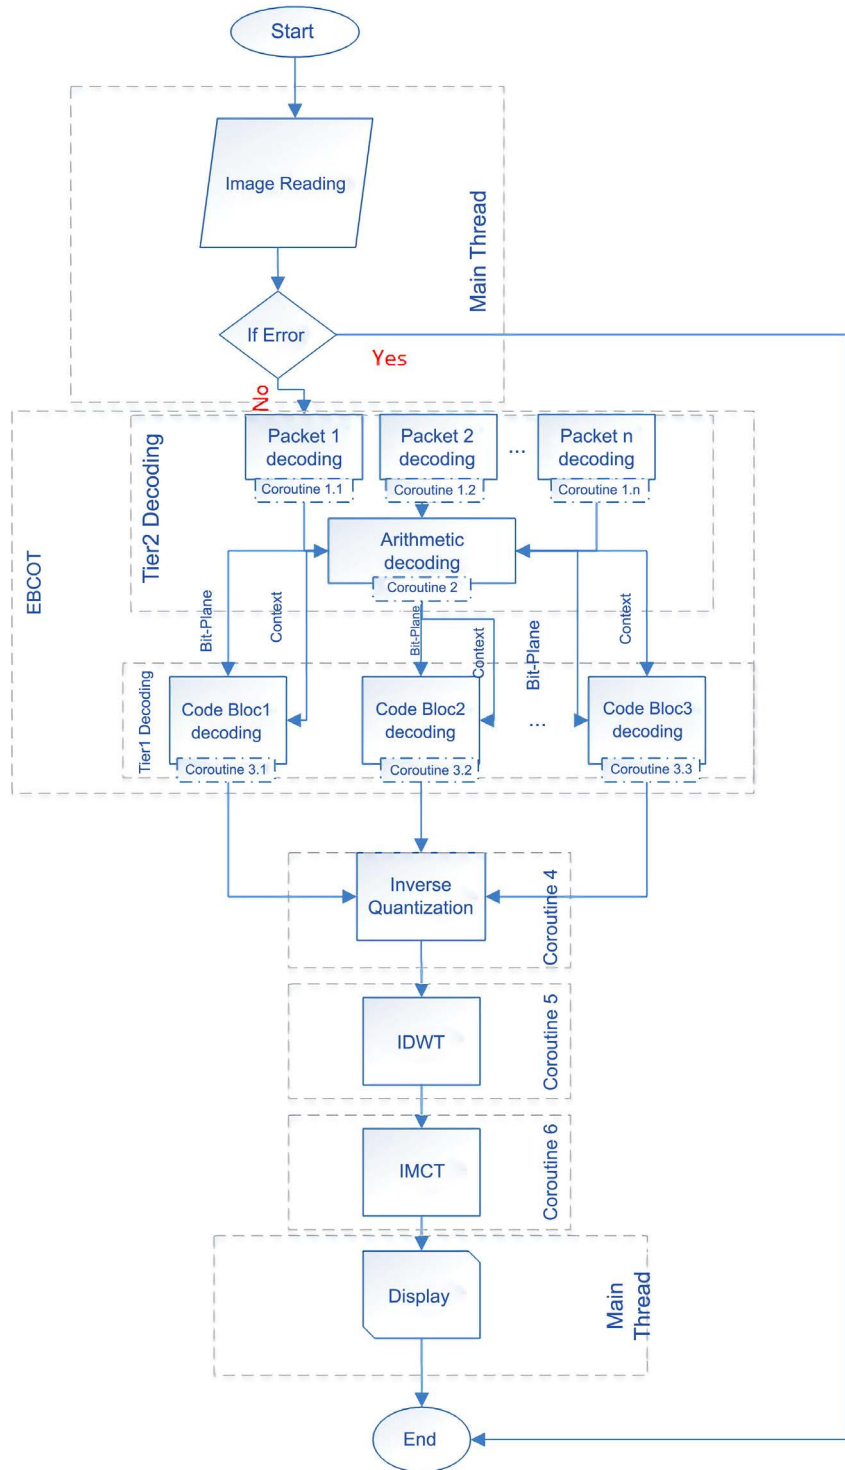 Start
Image Reading
Main Thread
If Error
Yes
No
EBCOT
Tier2 Decoding
Packet 1
decoding
Coroutine 1.1
Packet 2
decoding
Coroutine 1.2
...
Packet n
decoding
Coroutine 1.n
Arithmetic
decoding
Coroutine 2
Bit-Plane
Context
Bit-Plane
Context
Bit-Plane
Context
Tier1 Decoding
Code Bloc1
decoding
Coroutine 3.1
Code Bloc2
decoding
Coroutine 3.2
...
Code Bloc3
decoding
Coroutine 3.3
Inverse
Quantization
Coroutine 4
IDWT
Coroutine 5
IMCT
Coroutine 6
Display
Main
Thread
End